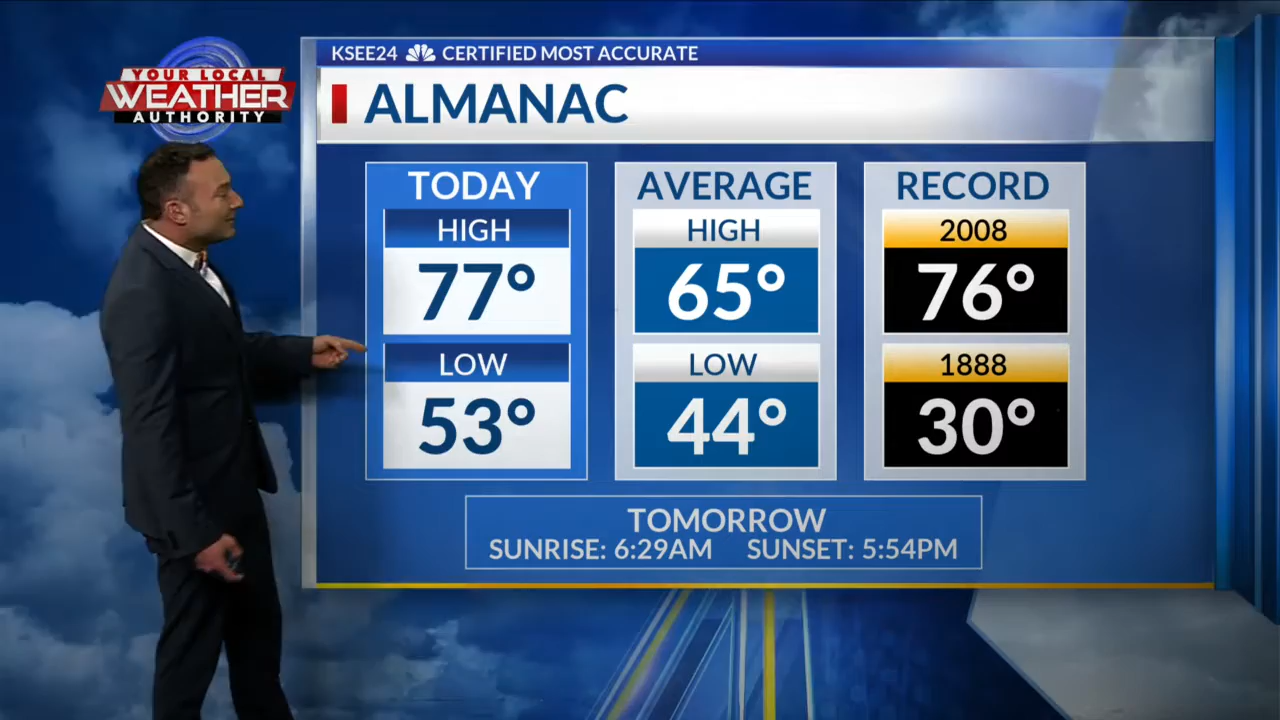 YOUR LOCAL
WEATHER
AUTHORITY
KSEE24 CERTIFIED MOST ACCURATE
ALMANAC
TODAY
HIGH
77°
LOW
53°
AVERAGE
HIGH
65°
LOW
44°
RECORD
2008
76°
1888
30°
TOMORROW
SUNRISE: 6:29AM SUNSET: 5:54PM